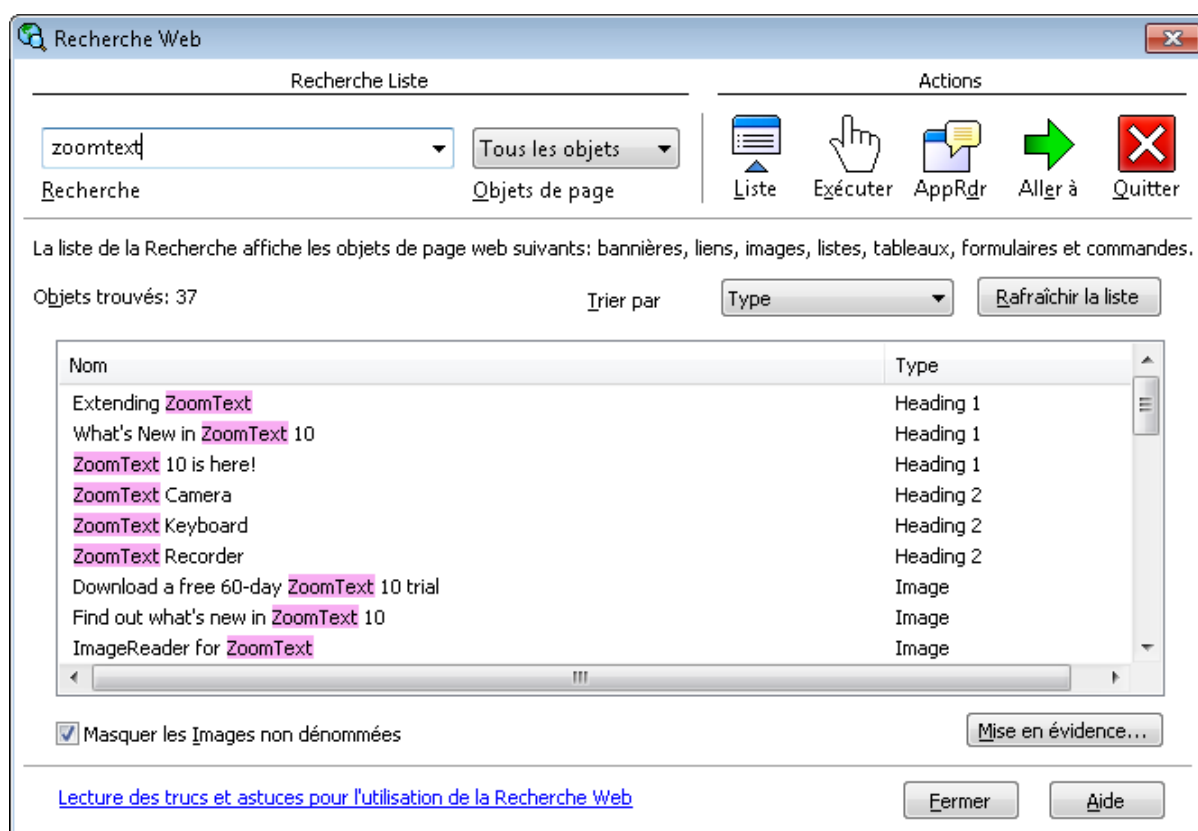 Recherche Web
Recherche Liste Actions
zoomtext Tous les objets
Recherche Objets de page Liste Exécuter AppRdr Aller à Quitter
La liste de la Recherche affiche les objets de page web suivants: bannières, liens, images, listes, tableaux, formulaires et commandes.
Objets trouvés: 37 Trier par Type Rafraîchir la liste
Nom Type
Extending ZoomText Heading 1
What's New in ZoomText 10 Heading 1
ZoomText 10 is here! Heading 1
ZoomText Camera Heading 2
ZoomText Keyboard Heading 2
ZoomText Recorder Heading 2
Download a free 60-day ZoomText 10 trial Image
Find out what's new in ZoomText 10 Image
ImageReader for ZoomText Image
Masquer les Images non dénommées Mise en évidence...
Lecture des trucs et astuces pour l'utilisation de la Recherche Web Fermer Aide